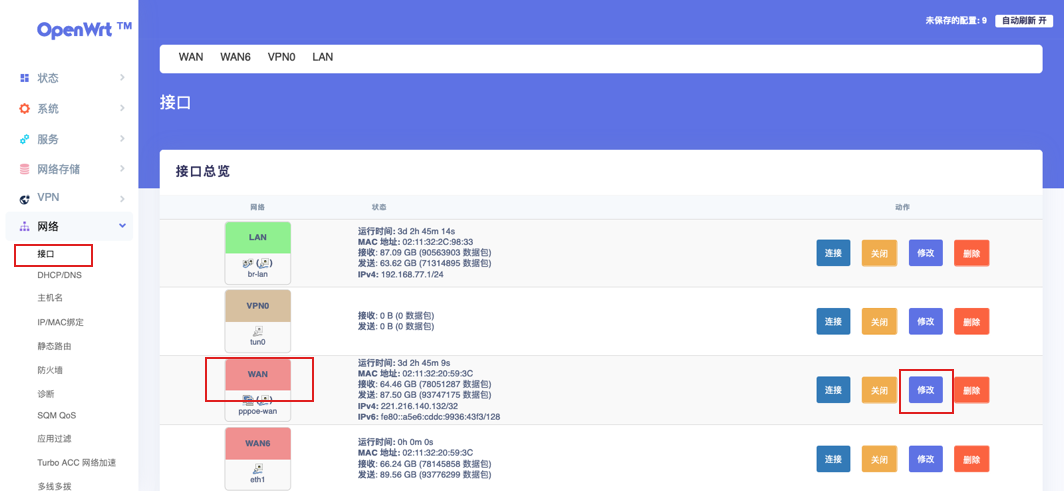 OpenWrt ™
未保存的配置: 9 自动刷新 开
状态
系统
服务
网络存储
VPN
网络
接口
DHCP/DNS
主机名
IP/MAC绑定
静态路由
防火墙
诊断
SQM QoS
应用过滤
Turbo ACC 网络加速
多线多拨
WAN WAN6 VPN0 LAN
接口
接口总览
网络 状态 动作
LAN
br-lan
运行时间: 3d 2h 45m 14s
MAC 地址: 02:11:32:2C:98:33
接收: 87.09 GB (90563903 数据包)
发送: 63.62 GB (71314895 数据包)
IPv4: 192.168.77.1/24
连接 关闭 修改 删除
VPN0
tun0
接收: 0 B (0 数据包)
发送: 0 B (0 数据包)
连接 关闭 修改 删除
WAN
pppoe-wan
运行时间: 3d 2h 45m 9s
MAC 地址: 02:11:32:20:59:3C
接收: 64.46 GB (78051287 数据包)
发送: 87.50 GB (93747175 数据包)
IPv4: 221.216.140.132/32
IPv6: fe80::a5e6:cddc:9936:43f3/128
连接 关闭 修改 删除
WAN6
eth1
运行时间: 0h 0m 0s
MAC 地址: 02:11:32:20:59:3C
接收: 66.24 GB (78145858 数据包)
发送: 89.56 GB (93776299 数据包)
连接 关闭 修改 删除